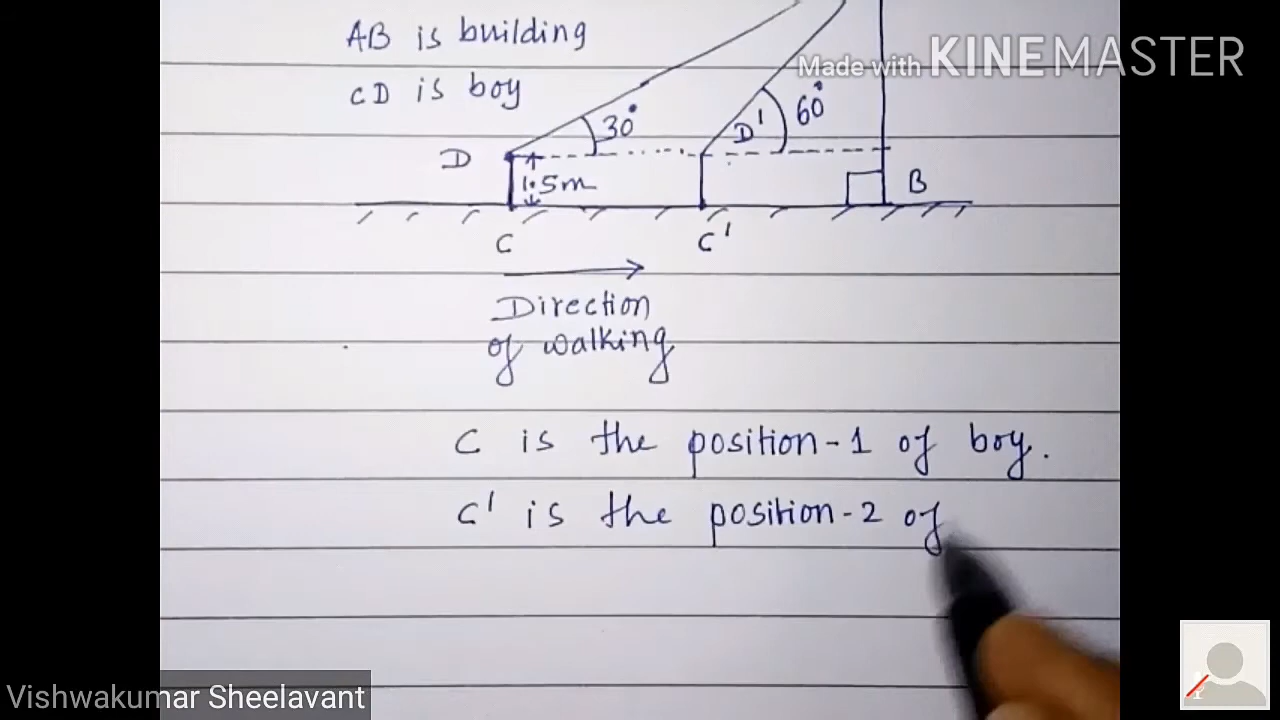 AB is building
Made with KINEMASTER
CD is boy
30°
D'
60°
D
1.5m
B
C
C'
Direction
of walking
C is the position-1 of boy.
C' is the position-2 of
Vishwakumar Sheelavant